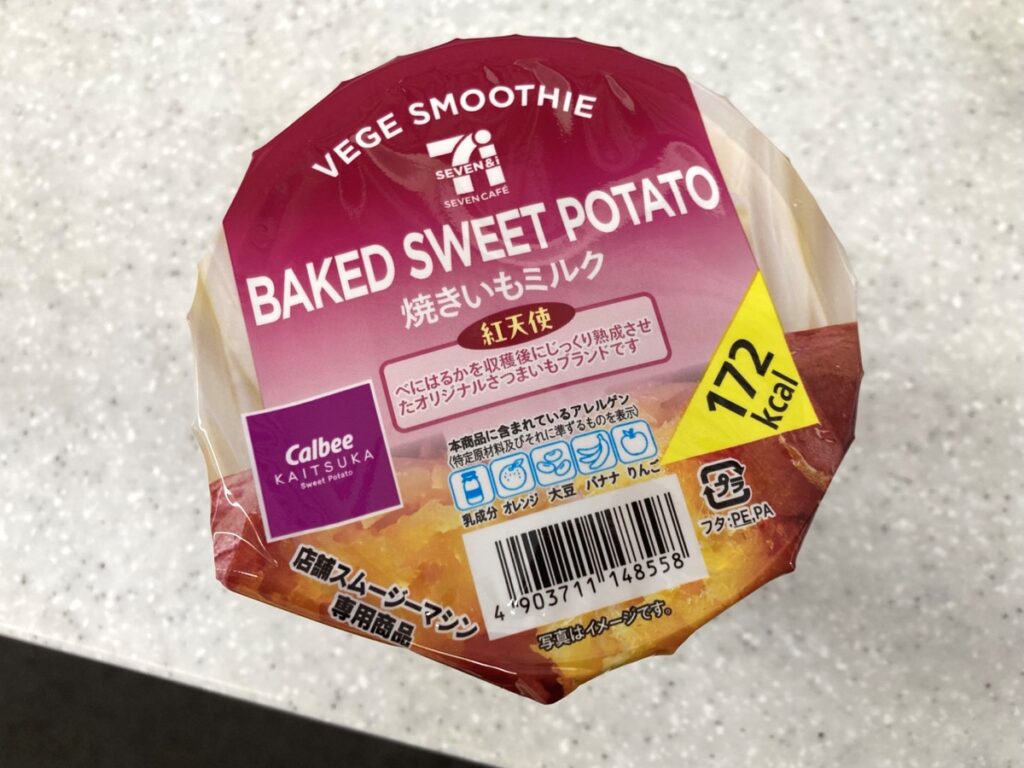 VEGE SMOOTHIE
SEVEN&i
SEVEN CAFÉ
BAKED SWEET POTATO
焼きいもミルク
紅天使
べにはるかを収穫後にじっくり熟成させ
たオリジナルさつまいもブランドです
172
kcal
Calbee
KAITSUKA
Sweet Potato
本商品に含まれているアレルゲン
(特定原材料及びそれに準ずるものを表示)
乳成分 オレンジ 大豆 バナナ りんご
プラ
フタ:PE,PA
4 903711 148558
店舗スムージーマシン
専用商品
写真はイメージです。